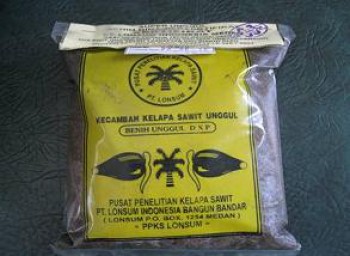 PUSAT PENELITIAN KELAPA SAWIT
PT. LONSUM
KECAMBAH KELAPA SAWIT UNGGUL
BENIH UNGGUL D X P
PUSAT PENELITIAN KELAPA SAWIT
PT. LONSUM INDONESIA BANGUN BANDAR
( LONSUM P.O. BOX. 1234 MEDAN )
~ PPKS LONSUM ~